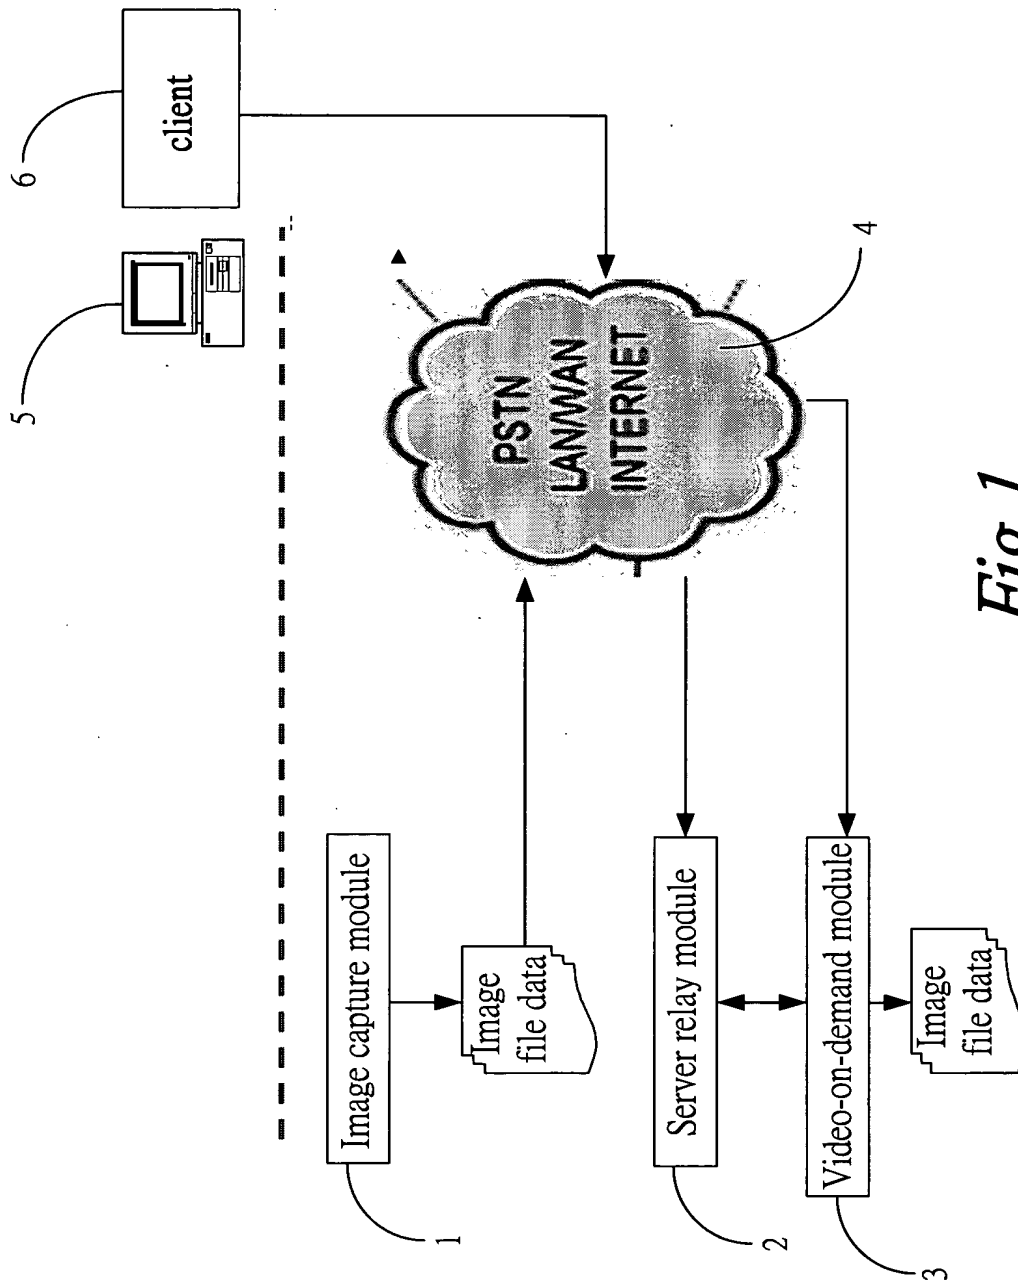 5
6
client
Image capture module
1
Image
file data
PSTN
LAN/WAN
INTERNET
4
Server relay module
2
Video-on-demand module
3
Image
file data
Fig. 1